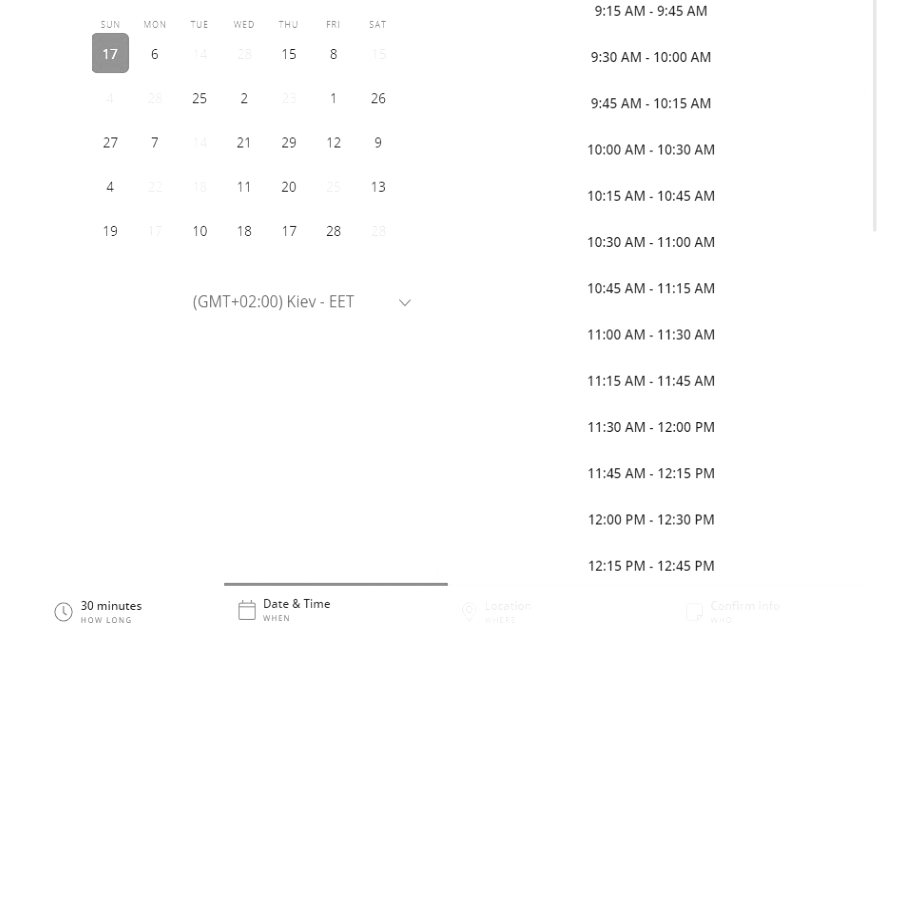 SUN MON TUE WED THU FRI SAT
17 6 14 28 15 8 15
4 28 25 2 23 1 26
27 7 14 21 29 12 9
4 22 18 11 20 25 13
19 17 10 18 17 28 28
(GMT+02:00) Kiev - EET
9:15 AM - 9:45 AM
9:30 AM - 10:00 AM
9:45 AM - 10:15 AM
10:00 AM - 10:30 AM
10:15 AM - 10:45 AM
10:30 AM - 11:00 AM
10:45 AM - 11:15 AM
11:00 AM - 11:30 AM
11:15 AM - 11:45 AM
11:30 AM - 12:00 PM
11:45 AM - 12:15 PM
12:00 PM - 12:30 PM
12:15 PM - 12:45 PM
30 minutes
HOW LONG
Date & Time
WHEN
Location
WHERE
Confirm Info
WHO